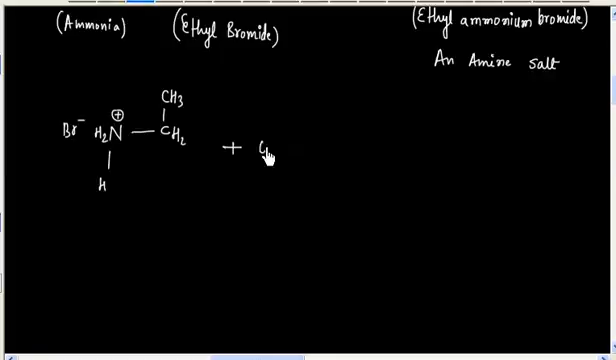 (Ammonia) (Ethyl Bromide) (Ethyl ammonium bromide)
An Amine salt
CH3
⊕
Br⁻ H2N — CH2
+
H